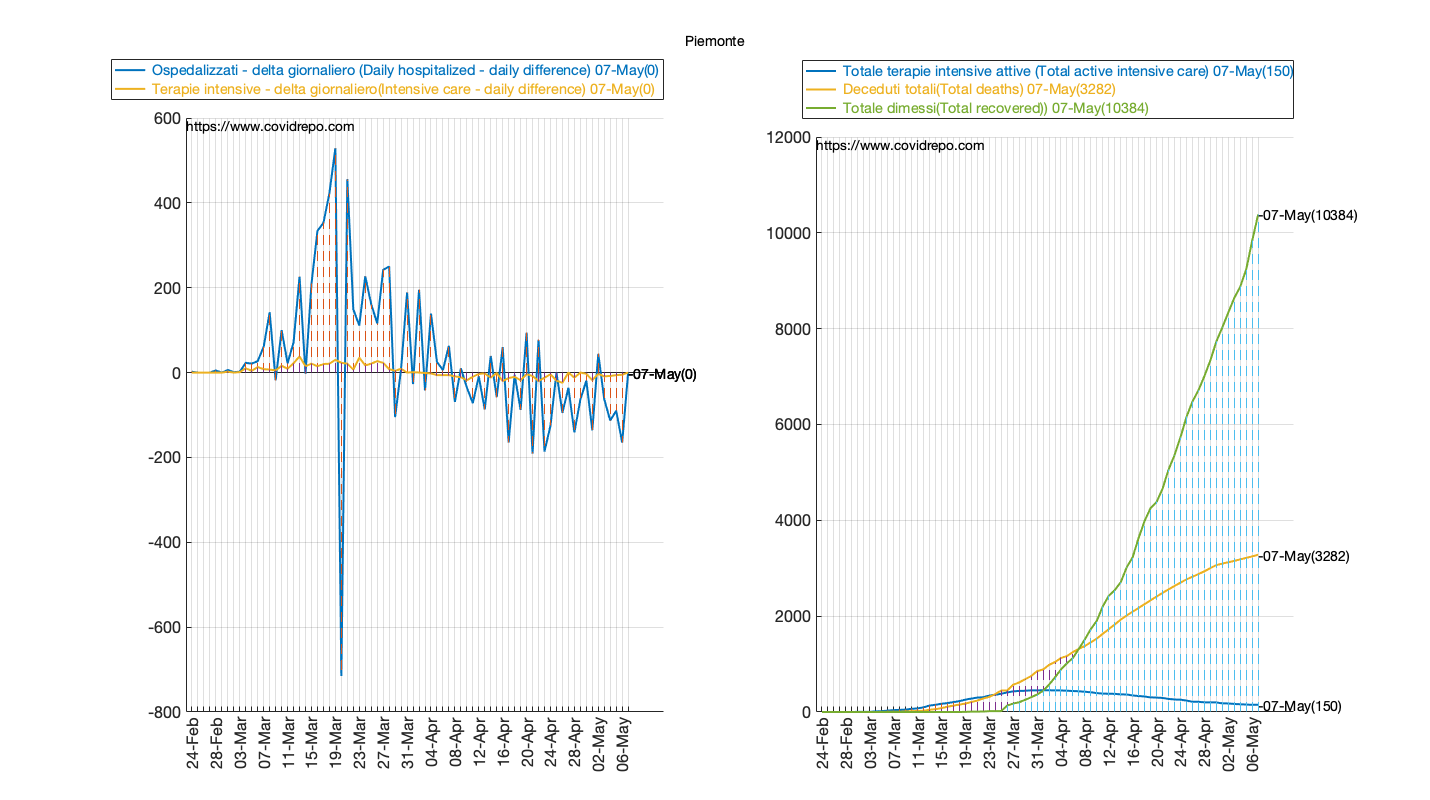 Piemonte
Ospedalizzati - delta giornaliero (Daily hospitalized - daily difference) 07-May(0)
Terapie intensive - delta giornaliero(Intensive care - daily difference) 07-May(0)
https://www.covidrepo.com
600
400
200
0
-200
-400
-600
-800
-07-May(0)
24-Feb
28-Feb
03-Mar
07-Mar
11-Mar
15-Mar
19-Mar
23-Mar
27-Mar
31-Mar
04-Apr
08-Apr
12-Apr
16-Apr
20-Apr
24-Apr
28-Apr
02-May
06-May
Totale terapie intensive attive (Total active intensive care) 07-May(150)
Deceduti totali(Total deaths) 07-May(3282)
Totale dimessi(Total recovered)) 07-May(10384)
https://www.covidrepo.com
12000
10000
8000
6000
4000
2000
0
-07-May(10384)
-07-May(3282)
-07-May(150)
24-Feb
28-Feb
03-Mar
07-Mar
11-Mar
15-Mar
19-Mar
23-Mar
27-Mar
31-Mar
04-Apr
08-Apr
12-Apr
16-Apr
20-Apr
24-Apr
28-Apr
02-May
06-May